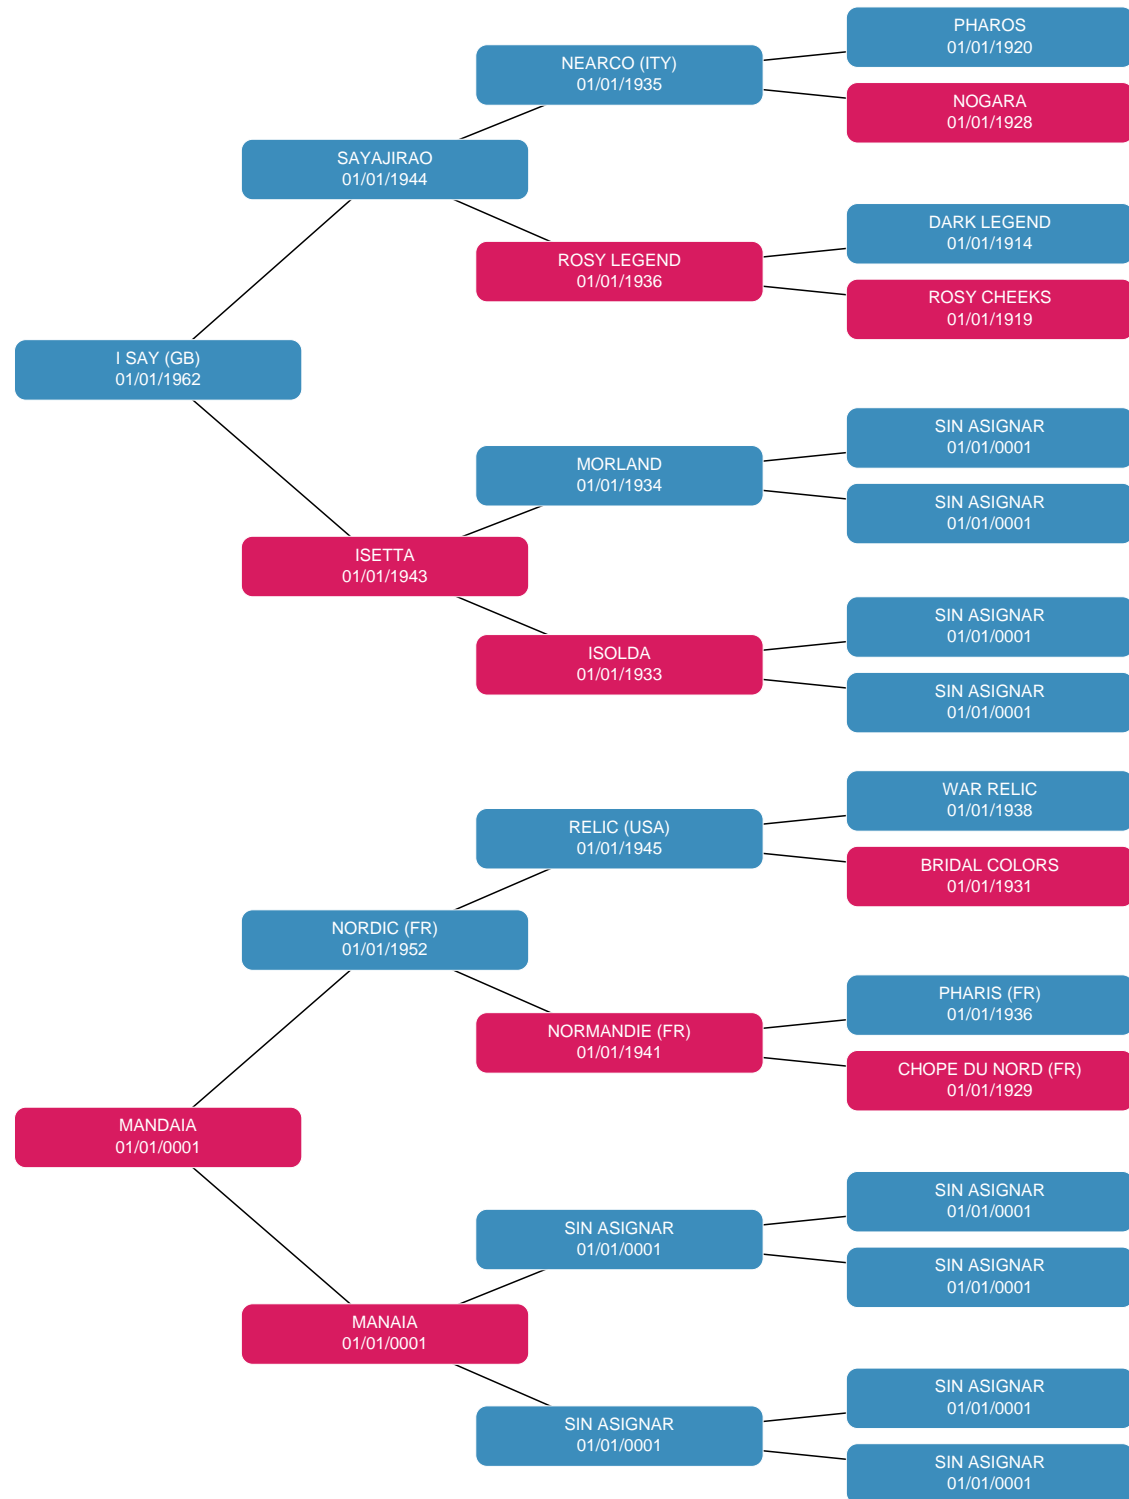 PHAROS
01/01/1920
NEARCO (ITY)
01/01/1935
NOGARA
01/01/1928
SAYAJIRAO
01/01/1944
DARK LEGEND
01/01/1914
ROSY LEGEND
01/01/1936
ROSY CHEEKS
01/01/1919
I SAY (GB)
01/01/1962
SIN ASIGNAR
01/01/0001
MORLAND
01/01/1934
SIN ASIGNAR
01/01/0001
ISETTA
01/01/1943
SIN ASIGNAR
01/01/0001
ISOLDA
01/01/1933
SIN ASIGNAR
01/01/0001
WAR RELIC
01/01/1938
RELIC (USA)
01/01/1945
BRIDAL COLORS
01/01/1931
NORDIC (FR)
01/01/1952
PHARIS (FR)
01/01/1936
NORMANDIE (FR)
01/01/1941
CHOPE DU NORD (FR)
01/01/1929
MANDAIA
01/01/0001
SIN ASIGNAR
01/01/0001
SIN ASIGNAR
01/01/0001
SIN ASIGNAR
01/01/0001
MANAIA
01/01/0001
SIN ASIGNAR
01/01/0001
SIN ASIGNAR
01/01/0001
SIN ASIGNAR
01/01/0001